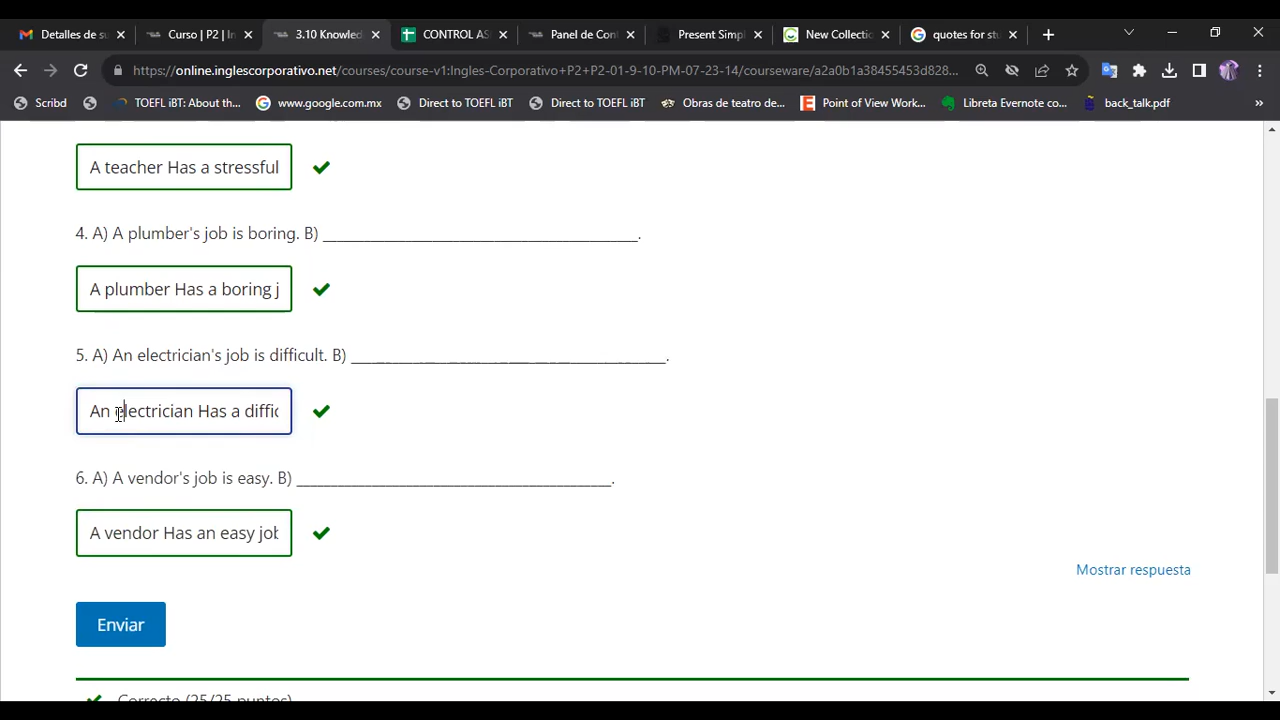 Detalles de su
Curso | P2 | In
3.10 Knowled
CONTROL AS
Panel de Con
Present Simpl
New Collectio
quotes for stu
https://online.inglescorporativo.net/courses/course-v1:Ingles-Corporativo+P2+P2-01-9-10-PM-07-23-14/courseware/a2a0b1a38455453d828...
Scribd
TOEFL iBT: About th...
www.google.com.mx
Direct to TOEFL iBT
Direct to TOEFL iBT
Obras de teatro de...
Point of View Work...
Libreta Evernote co...
back_talk.pdf
»
A teacher Has a stressful
4. A) A plumber's job is boring. B) ______________________________________.
A plumber Has a boring j
5. A) An electrician's job is difficult. B) ______________________________________.
An electrician Has a diffic
6. A) A vendor's job is easy. B) ______________________________________.
A vendor Has an easy job
Mostrar respuesta
Enviar
Correcto (25/25 puntos)